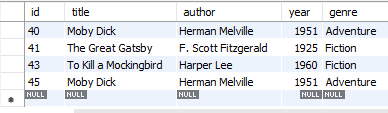 id title author year genre
40 Moby Dick Herman Melville 1951 Adventure
41 The Great Gatsby F. Scott Fitzgerald 1925 Fiction
43 To Kill a Mockingbird Harper Lee 1960 Fiction
45 Moby Dick Herman Melville 1951 Adventure
NULL NULL NULL NULL NULL